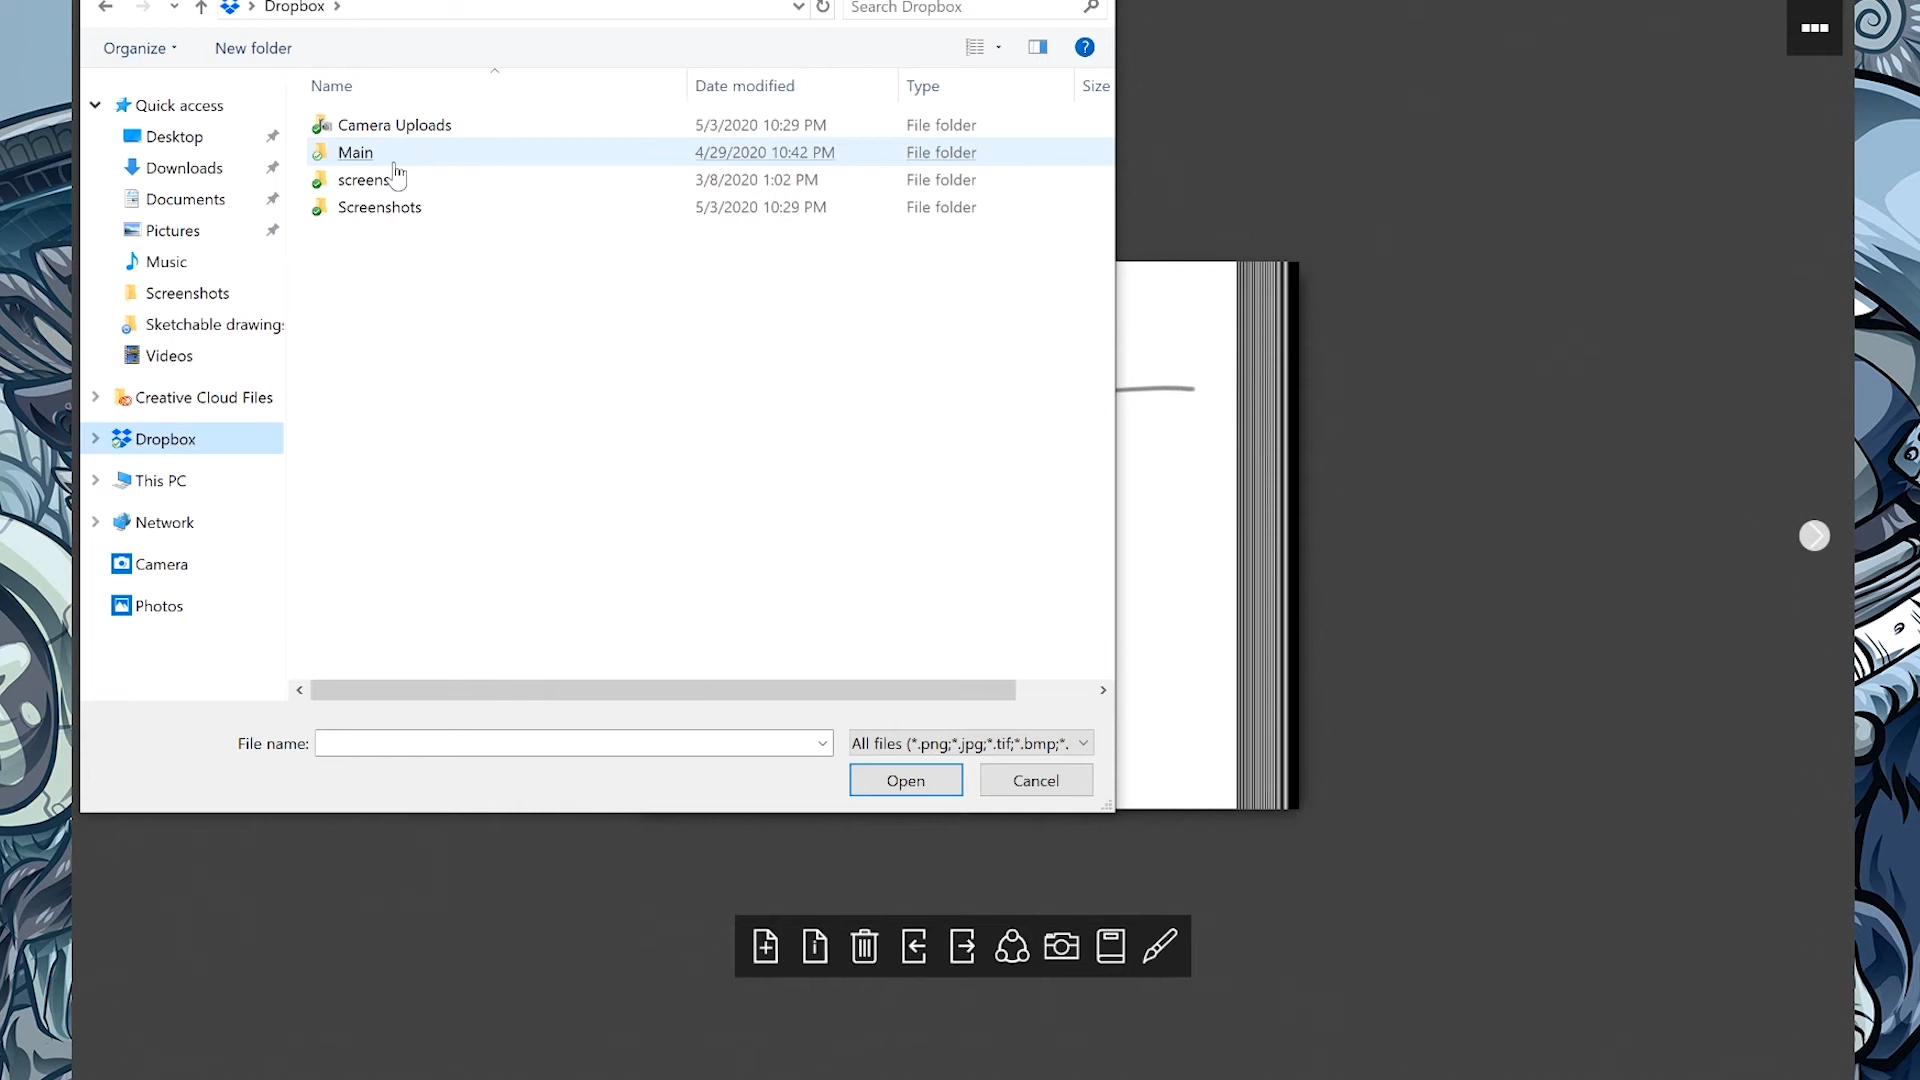 Dropbox
Search Dropbox
Organize
New folder
?
Name
Date modified
Type
Size
Quick access
Desktop
Downloads
Documents
Pictures
Music
Screenshots
Sketchable drawings
Videos
Creative Cloud Files
Dropbox
This PC
Network
Camera
Photos
Camera Uploads 5/3/2020 10:29 PM File folder
Main 4/29/2020 10:42 PM File folder
screens 3/8/2020 1:02 PM File folder
Screenshots 5/3/2020 10:29 PM File folder
File name:
All files (*.png;*.jpg;*.tif;*.bmp;*.
Open
Cancel